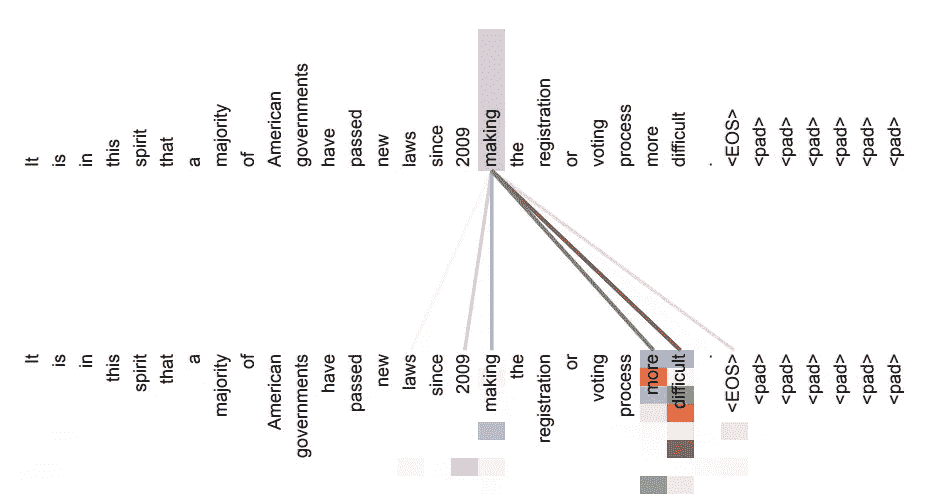 It is in this spirit that a majority of American governments have passed new laws since 2009 making the registration or voting process more difficult . <EOS> <pad> <pad> <pad> <pad> <pad> <pad>
It is in this spirit that a majority of American governments have passed new laws since 2009 making the registration or voting process more difficult . <EOS> <pad> <pad> <pad> <pad> <pad> <pad>